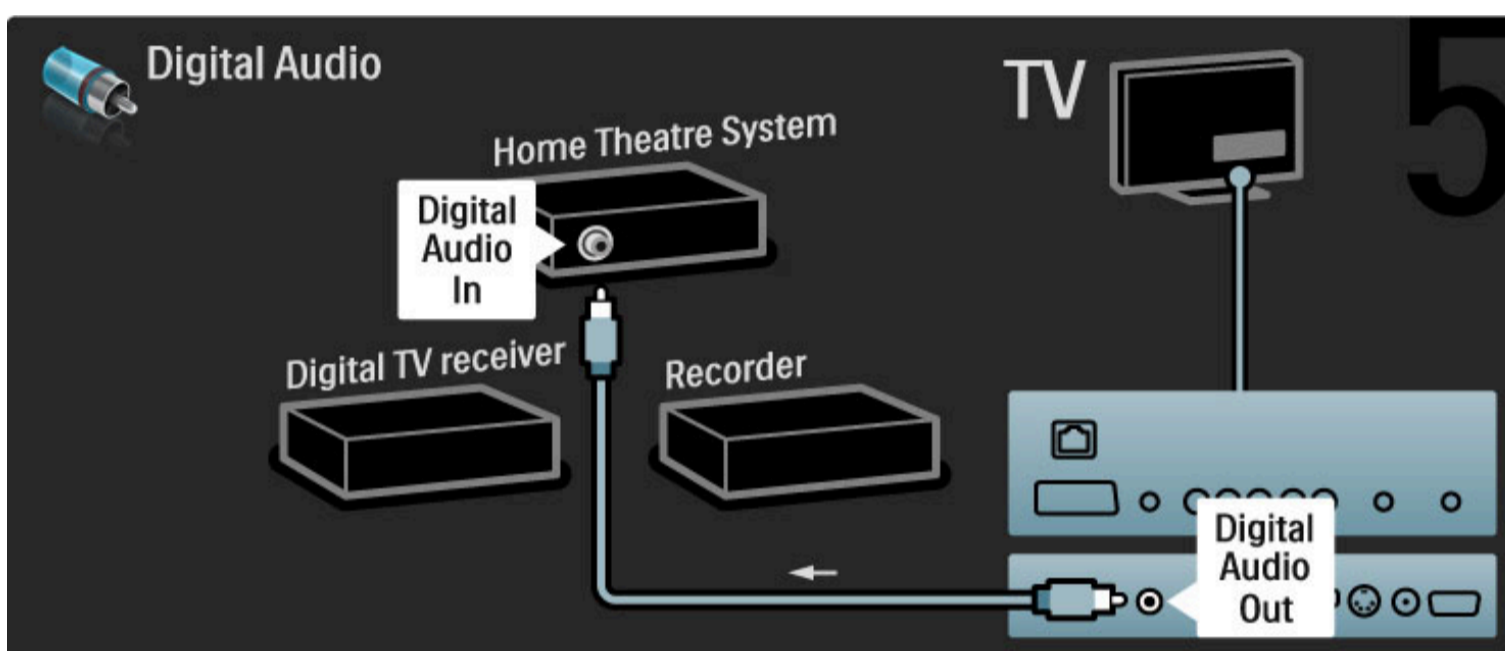 Digital Audio
TV
5
Home Theatre System
Digital
Audio
In
Digital TV receiver
Recorder
Digital
Audio
Out